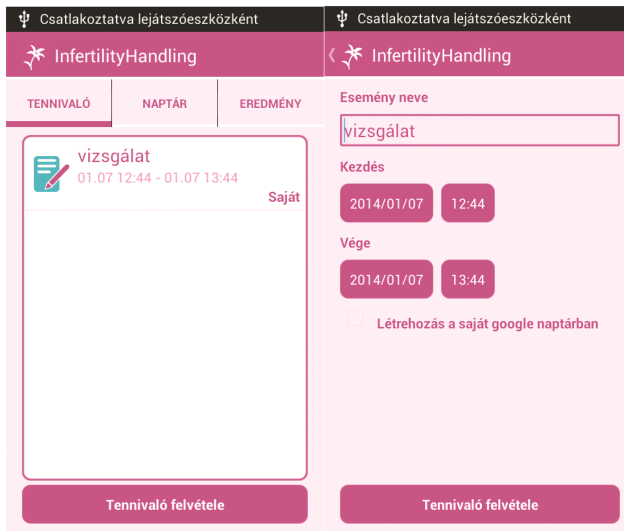 Csatlakoztatva lejátszóeszközként
InfertilityHandling
TENNIVALÓ NAPTÁR EREDMÉNY
vizsgálat
01.07 12:44 - 01.07 13:44
Saját
Tennivaló felvétele
Csatlakoztatva lejátszóeszközként
InfertilityHandling
Esemény neve
vizsgálat
Kezdés
2014/01/07 12:44
Vége
2014/01/07 13:44
Létrehozás a saját google naptárban
Tennivaló felvétele